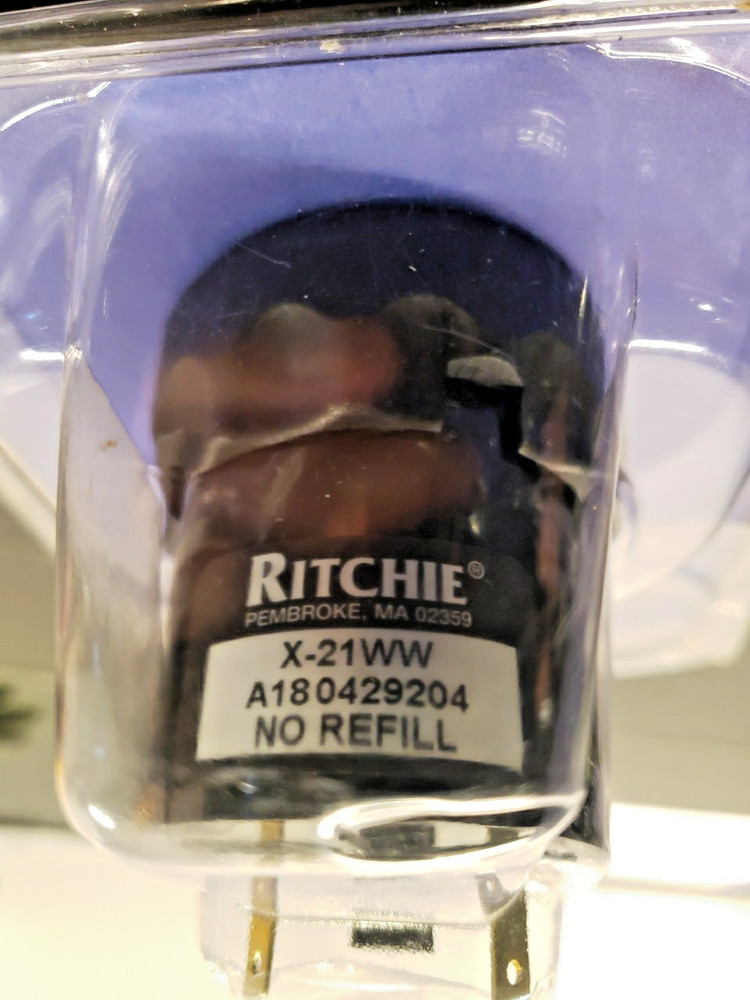 RITCHIE®
PEMBROKE, MA 02359
X-21WW
A180429204
NO REFILL